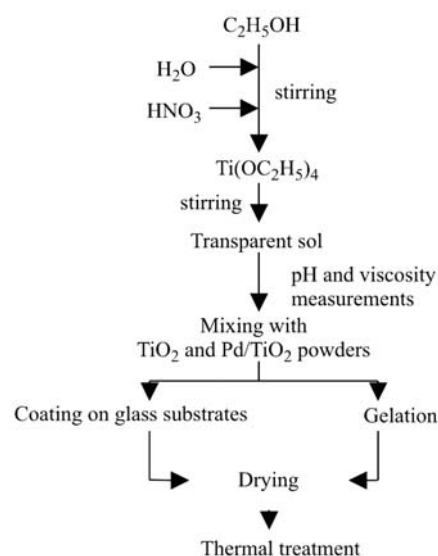 C₂H₅OH
H₂O
stirring
HNO₃
Ti(OC₂H₅)₄
stirring
Transparent sol
pH and viscosity
measurements
Mixing with
TiO₂ and Pd/TiO₂ powders
Coating on glass substrates
Gelation
Drying
Thermal treatment